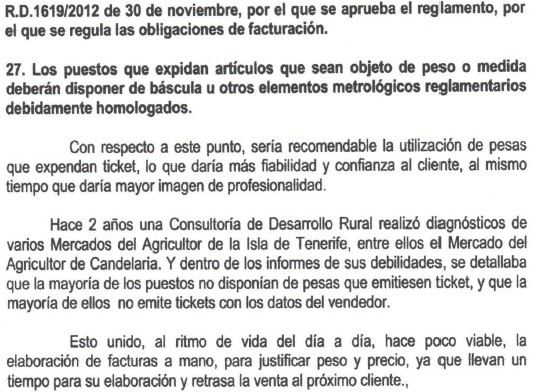 R.D.1619/2012 de 30 de noviembre, por el que se aprueba el reglamento, por
el que se regula las obligaciones de facturación.
27. Los puestos que expidan artículos que sean objeto de peso o medida
deberán disponer de báscula u otros elementos metrológicos reglamentarios
debidamente homologados.
Con respecto a este punto, sería recomendable la utilización de pesas
que expendan ticket, lo que daría más fiabilidad y confianza al cliente, al mismo
tiempo que daría mayor imagen de profesionalidad.
Hace 2 años una Consultoría de Desarrollo Rural realizó diagnósticos de
varios Mercados del Agricultor de la Isla de Tenerife, entre ellos el Mercado del
Agricultor de Candelaria. Y dentro de los informes de sus debilidades, se detallaba
que la mayoría de los puestos no disponían de pesas que emitiesen ticket, y que la
mayoría de ellos no emite tickets con los datos del vendedor.
Esto unido, al ritmo de vida del día a día, hace poco viable, la
elaboración de facturas a mano, para justificar peso y precio, ya que llevan un
tiempo para su elaboración y retrasa la venta al próximo cliente.,